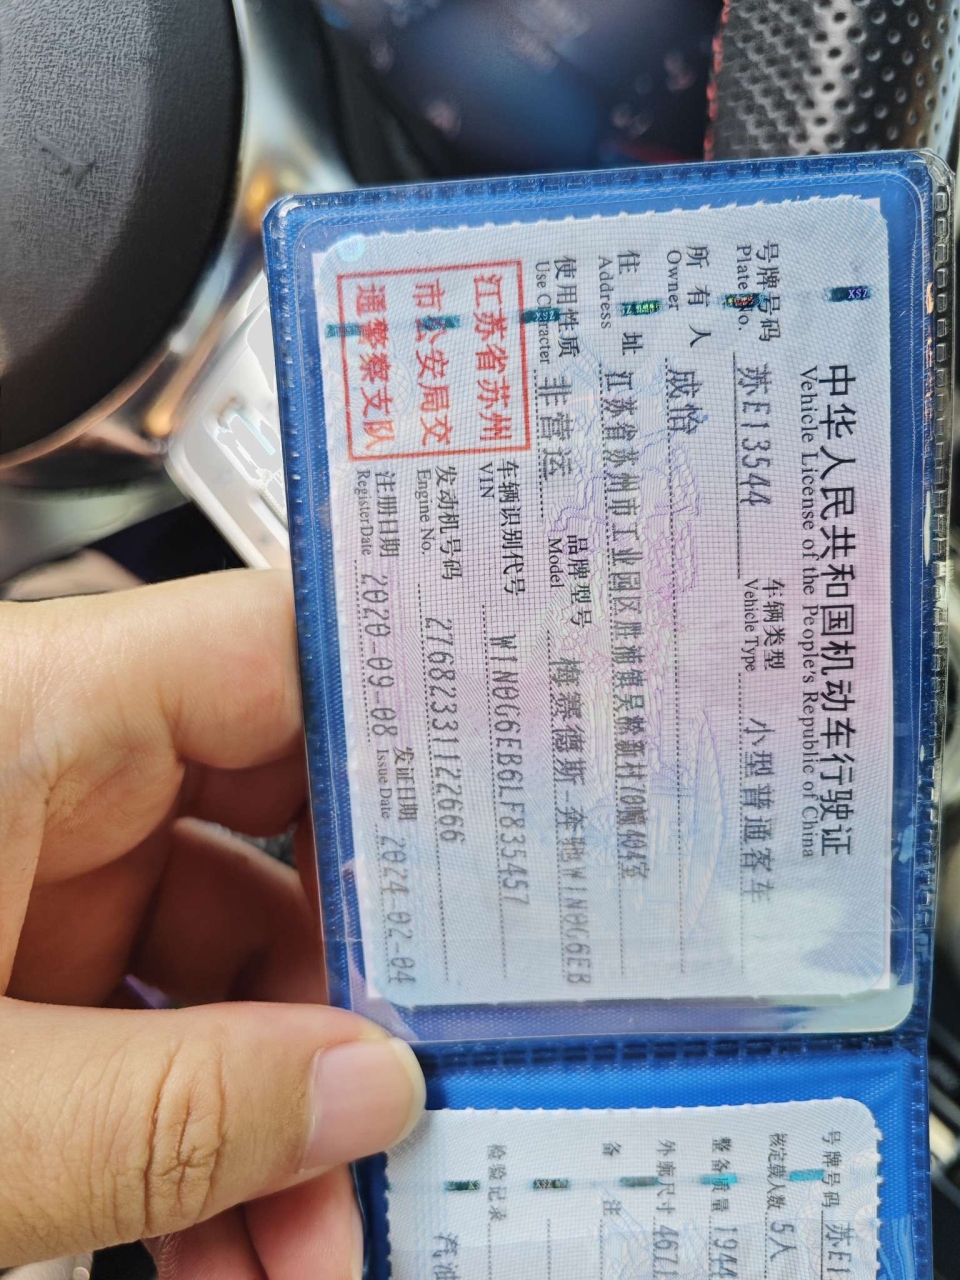 中华人民共和国机动车行驶证
Vehicle License of the People's Republic of China
号牌号码 苏E13544 车辆类型 小型普通客车
Plate No. Vehicle Type
所有人 戚怡
Owner
住址 江苏省苏州市工业园区胜浦镇吴淞新村70幢404室
Address
使用性质 非营运 品牌型号 梅赛德斯-奔驰W1N0G6EB
Use Character Model
江苏省苏州
市公安局交
通警察支队
车辆识别代号 W1N0G6EB6LF835457
VIN
发动机号码 27682331122666
Engine No.
注册日期 2020-09-08 发证日期 2024-02-04
Register Date Issue Date
号牌号码 苏E1
核定载人数 5人
整备质量 1944
外廓尺寸 467
备注
检验记录
汽油